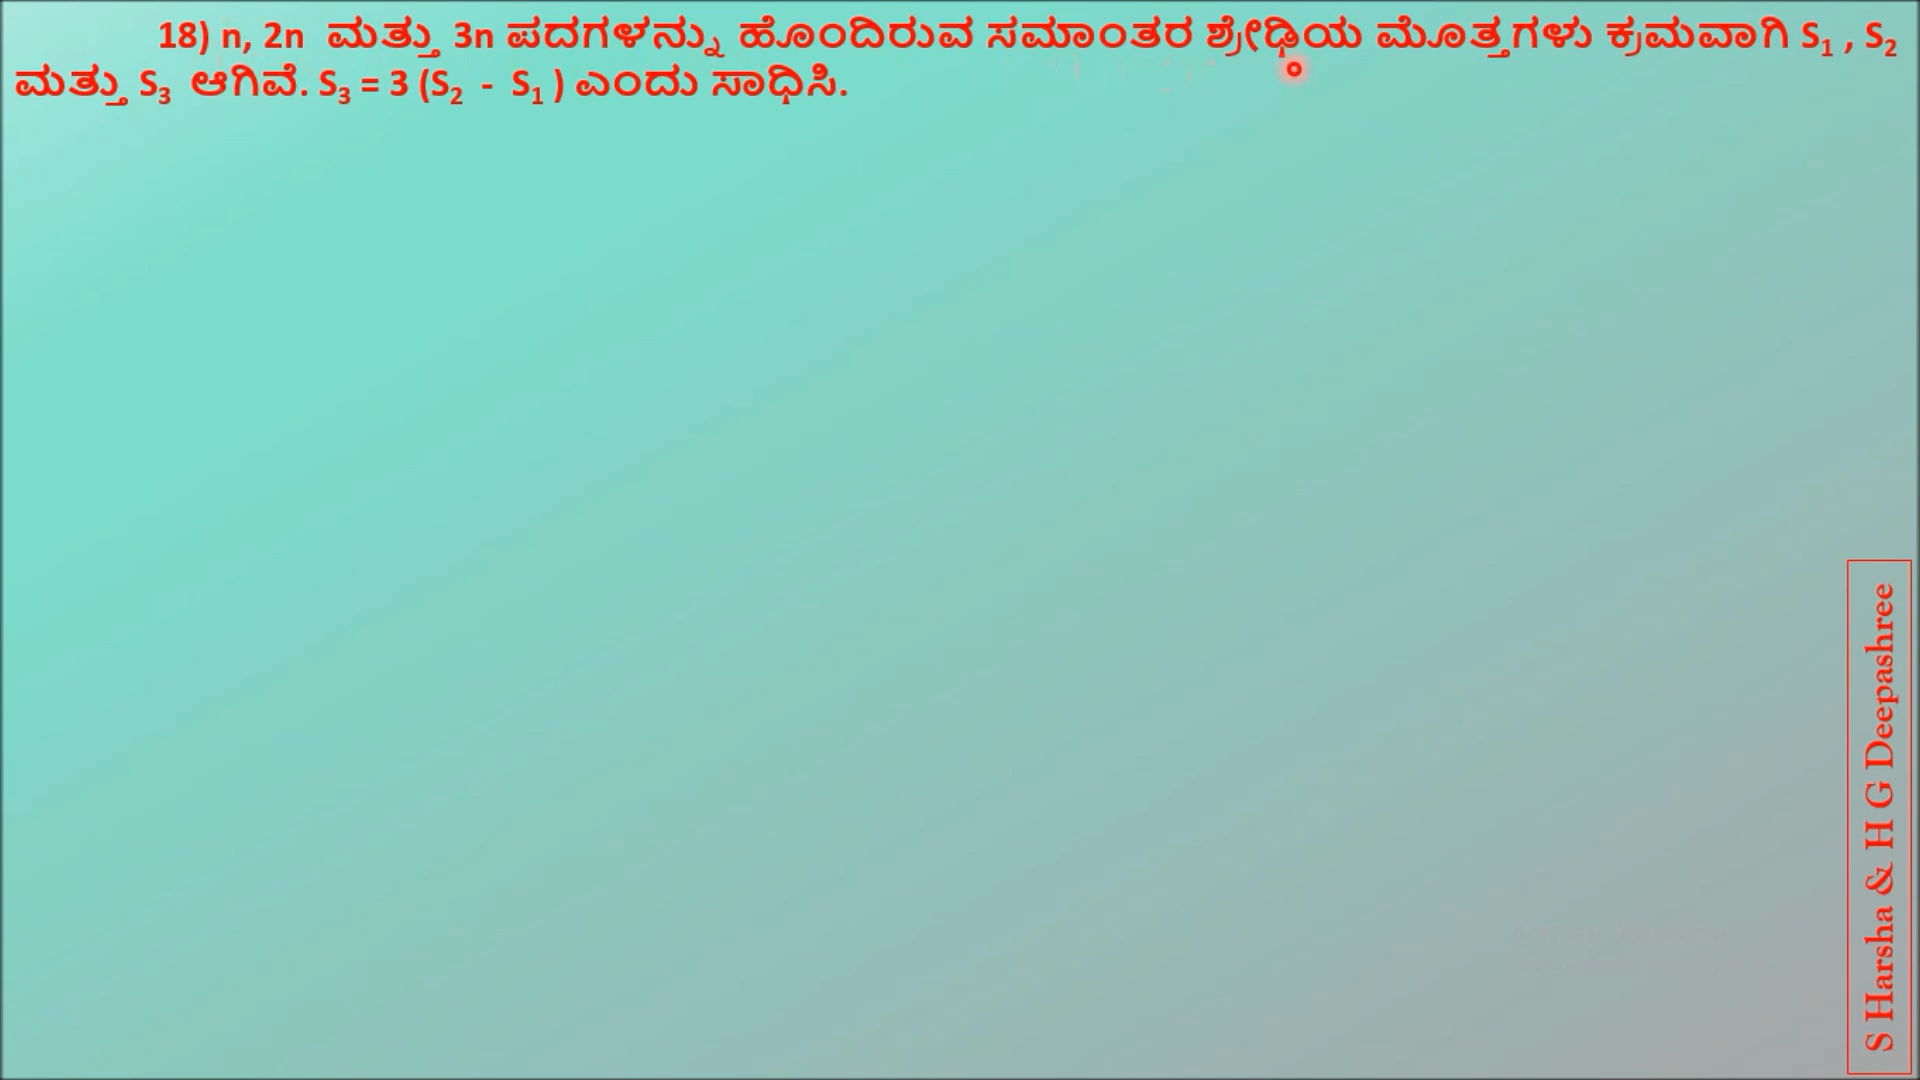 18) n, 2n ಮತ್ತು 3n ಪದಗಳನ್ನು ಹೊಂದಿರುವ ಸಮಾಂತರ ಶ್ರೇಢ್ಹಿಯ ಮೊತ್ತಗಳು ಕ್ರಮವಾಗಿ S₁ , S₂
ಮತ್ತು S₃ ಆಗಿವೆ. S₃ = 3 (S₂ - S₁ ) ಎಂದು ಸಾಧಿಸಿ.
S Harsha & H G Deepashree